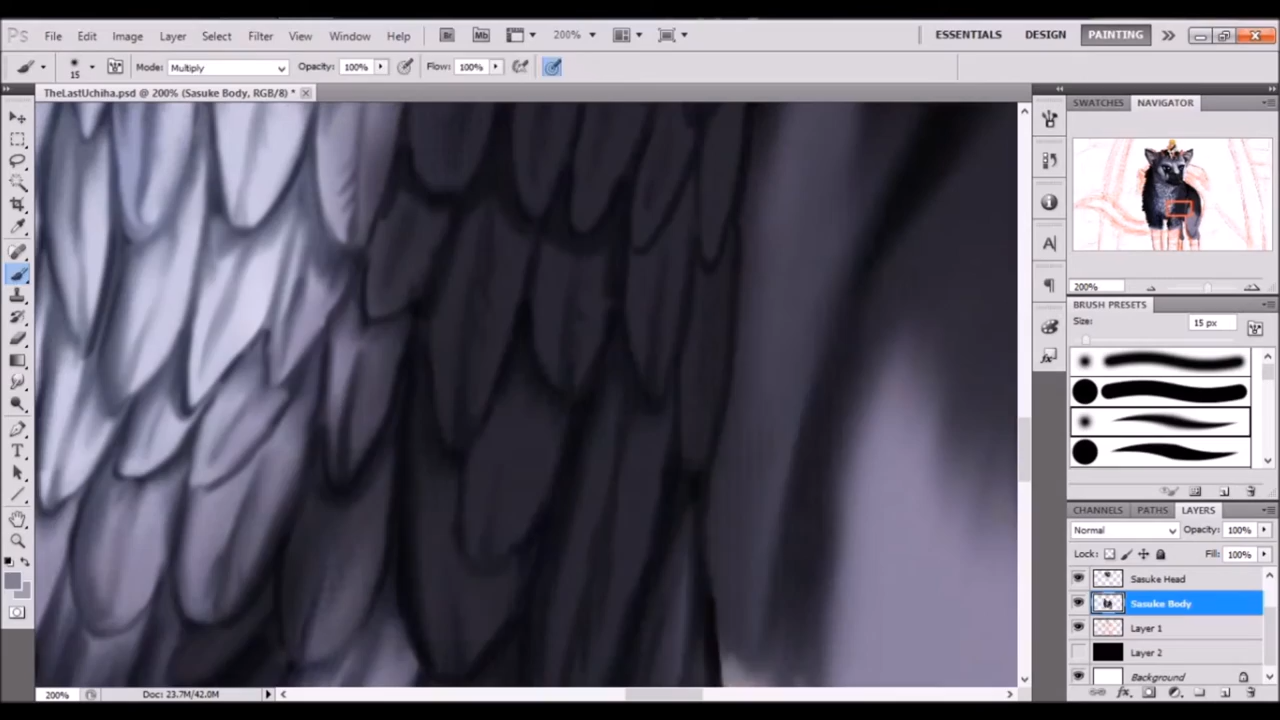 Ps File Edit Image Layer Select Filter View Window Help Br Mb 200% ESSENTIALS DESIGN PAINTING
15 Mode: Multiply Opacity: 100% Flow: 100%
TheLastUchiha.psd @ 200% (Sasuke Body, RGB/8) *
SWATCHES NAVIGATOR
200%
BRUSH PRESETS
Size: 15 px
CHANNELS PATHS LAYERS
Normal Opacity: 100%
Lock: Fill: 100%
Sasuke Head
Sasuke Body
Layer 1
Layer 2
Background
200% Doc: 23.7M/42.0M